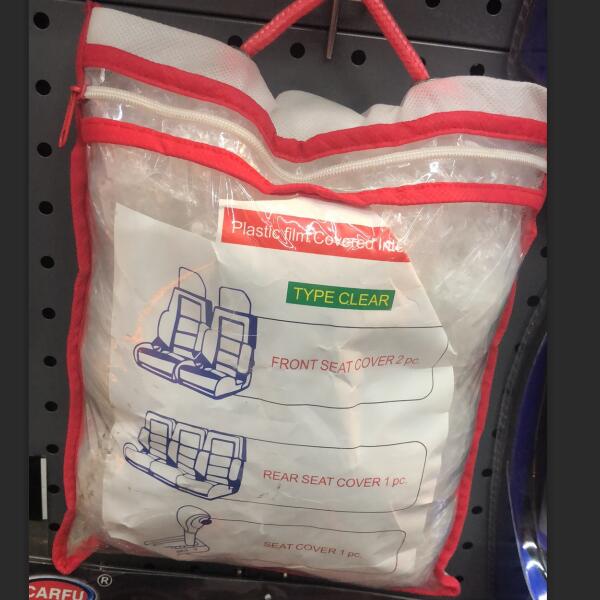 Plastic film Covered
TYPE CLEAR
FRONT SEAT COVER 2 pc.
REAR SEAT COVER 1 pc.
SEAT COVER 1 pc.
CARFU ®